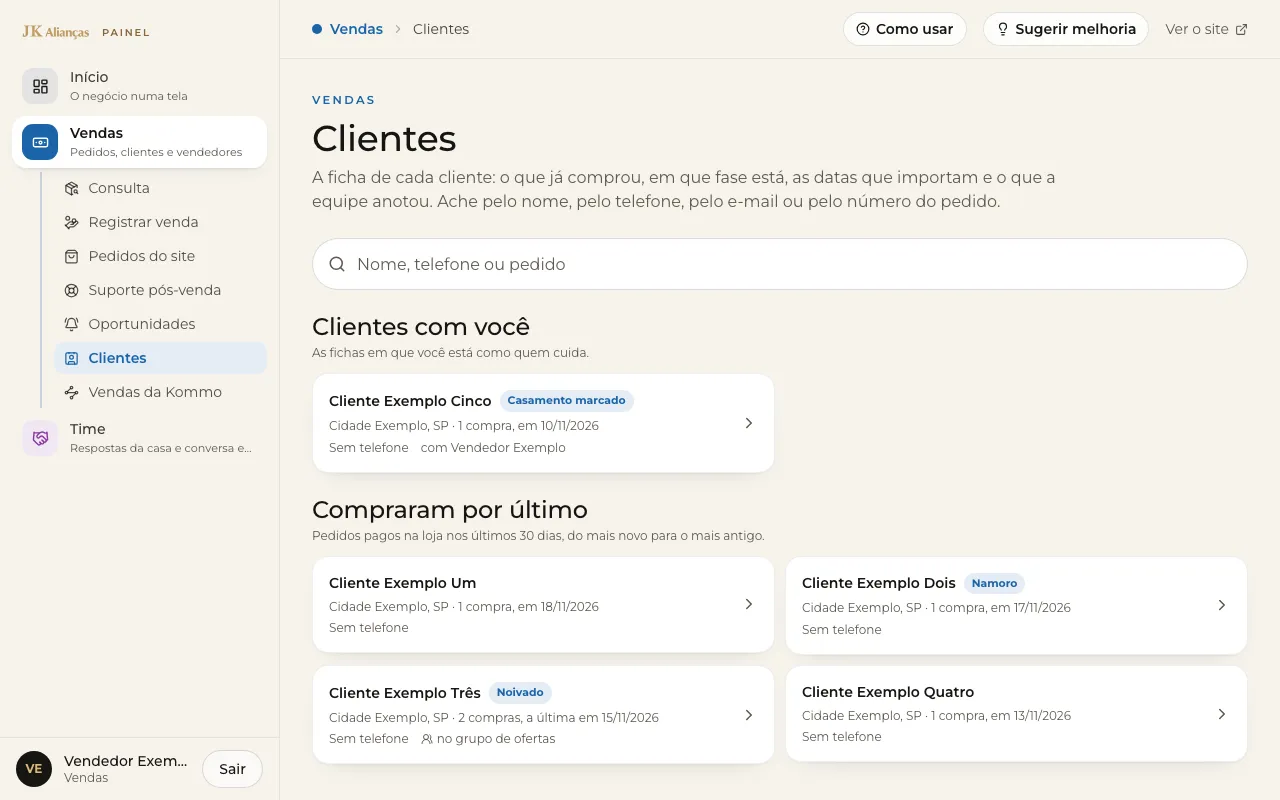 JK Alianças PAINEL
Início
O negócio numa tela
Vendas
Pedidos, clientes e vendedores
Consulta
Registrar venda
Pedidos do site
Suporte pós-venda
Oportunidades
Clientes
Vendas da Kommo
Time
Respostas da casa e conversa e...
VE
Vendedor Exem...
Vendas
Sair
Vendas > Clientes
Como usar
Sugerir melhoria
Ver o site
VENDAS
Clientes
A ficha de cada cliente: o que já comprou, em que fase está, as datas que importam e o que a
equipe anotou. Ache pelo nome, pelo telefone, pelo e-mail ou pelo número do pedido.
Nome, telefone ou pedido
Clientes com você
As fichas em que você está como quem cuida.
Cliente Exemplo Cinco Casamento marcado
Cidade Exemplo, SP · 1 compra, em 10/11/2026
Sem telefone com Vendedor Exemplo
Compraram por último
Pedidos pagos na loja nos últimos 30 dias, do mais novo para o mais antigo.
Cliente Exemplo Um
Cidade Exemplo, SP · 1 compra, em 18/11/2026
Sem telefone
Cliente Exemplo Dois Namoro
Cidade Exemplo, SP · 1 compra, em 17/11/2026
Sem telefone
Cliente Exemplo Três Noivado
Cidade Exemplo, SP · 2 compras, a última em 15/11/2026
Sem telefone no grupo de ofertas
Cliente Exemplo Quatro
Cidade Exemplo, SP · 1 compra, em 13/11/2026
Sem telefone